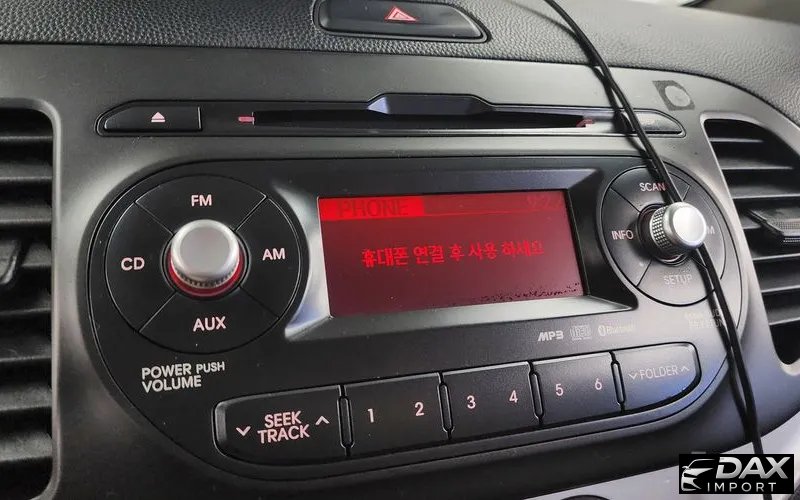 PHONE
휴대폰 연결 후 사용 하세요
FM
CD
AM
AUX
POWER PUSH
VOLUME
SCAN
INFO
SETUP
MP3
Bluetooth
SEEK
TRACK
1 2
3 4
5 6
FOLDER
DAX
IMPORT